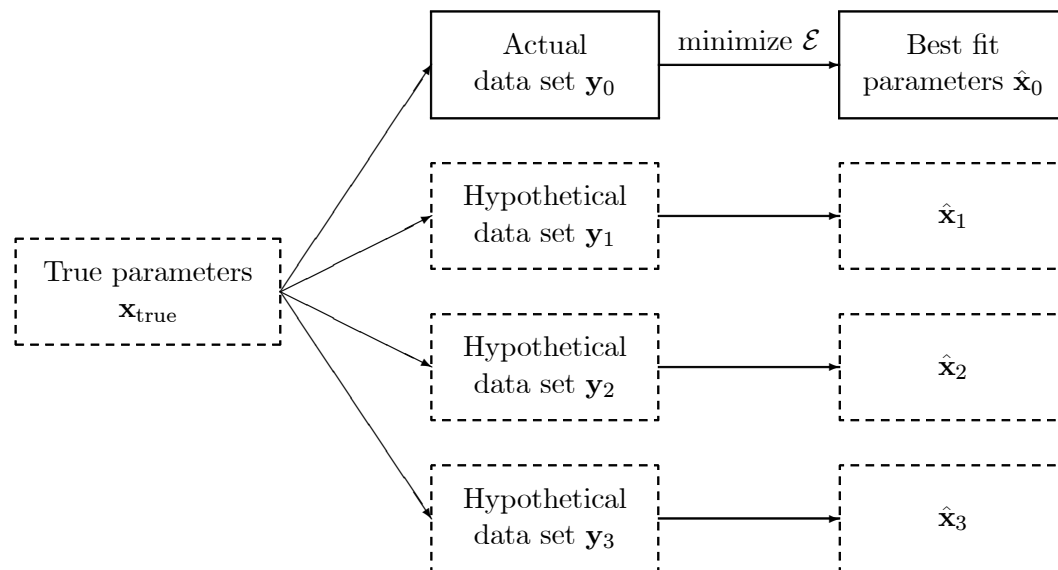 Actual
data set y₀
minimize ℰ
Best fit
parameters x̂₀
Hypothetical
data set y₁
x̂₁
True parameters
x_true
Hypothetical
data set y₂
x̂₂
Hypothetical
data set y₃
x̂₃